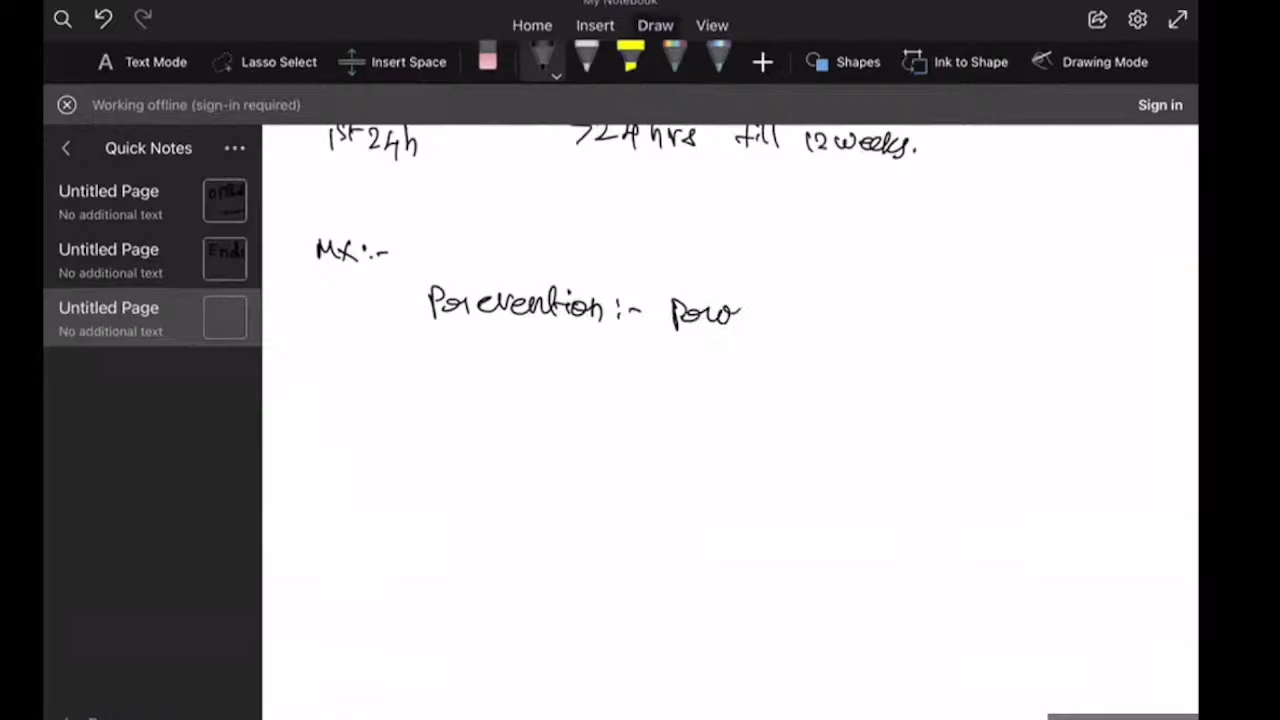 My Notebook
Home Insert Draw View
Text Mode Lasso Select Insert Space Shapes Ink to Shape Drawing Mode
Working offline (sign-in required) Sign in
1st 24h >24hrs till 12 weeks.
Quick Notes
Untitled Page
No additional text
Untitled Page
No additional text
Untitled Page
No additional text
Mx:-
Prevention:- Pro